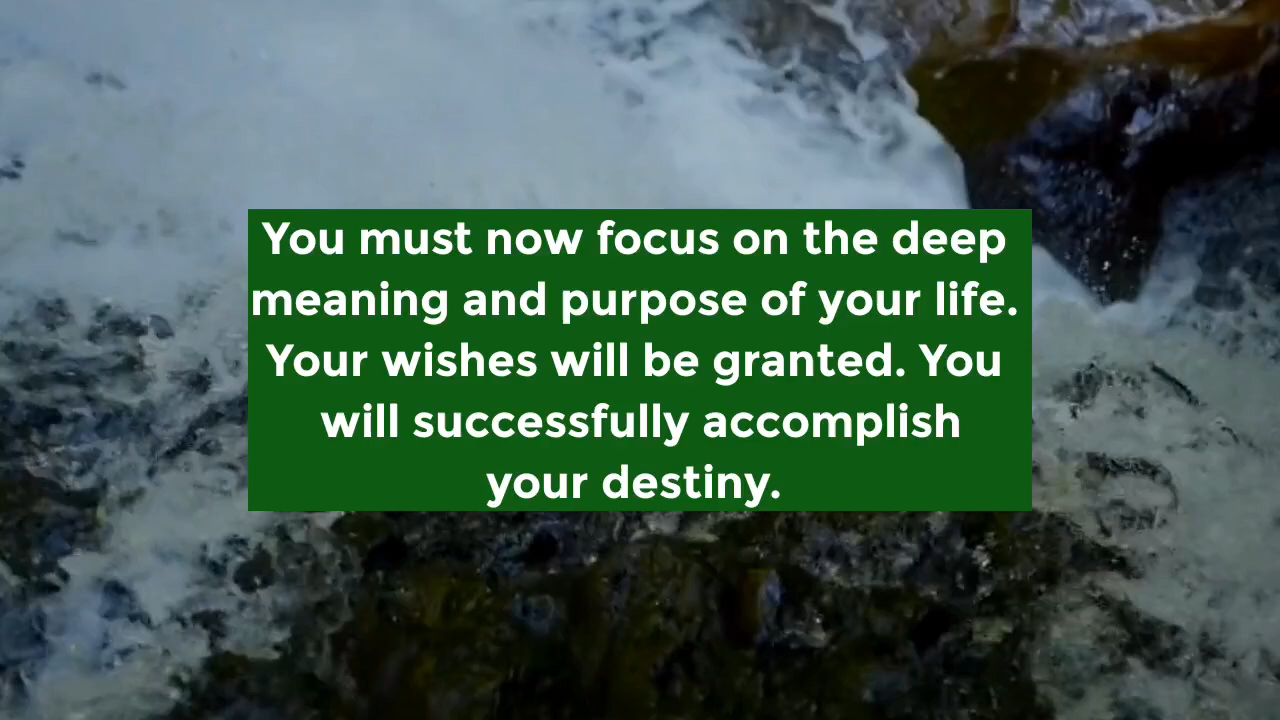 You must now focus on the deep
meaning and purpose of your life.
Your wishes will be granted. You
will successfully accomplish
your destiny.